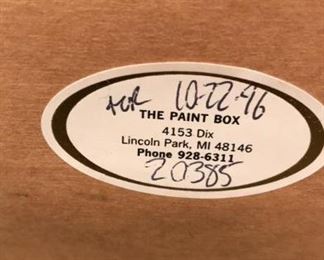 10-22-96
THE PAINT BOX
4153 Dix
Lincoln Park, MI 48146
Phone 928-6311
20385